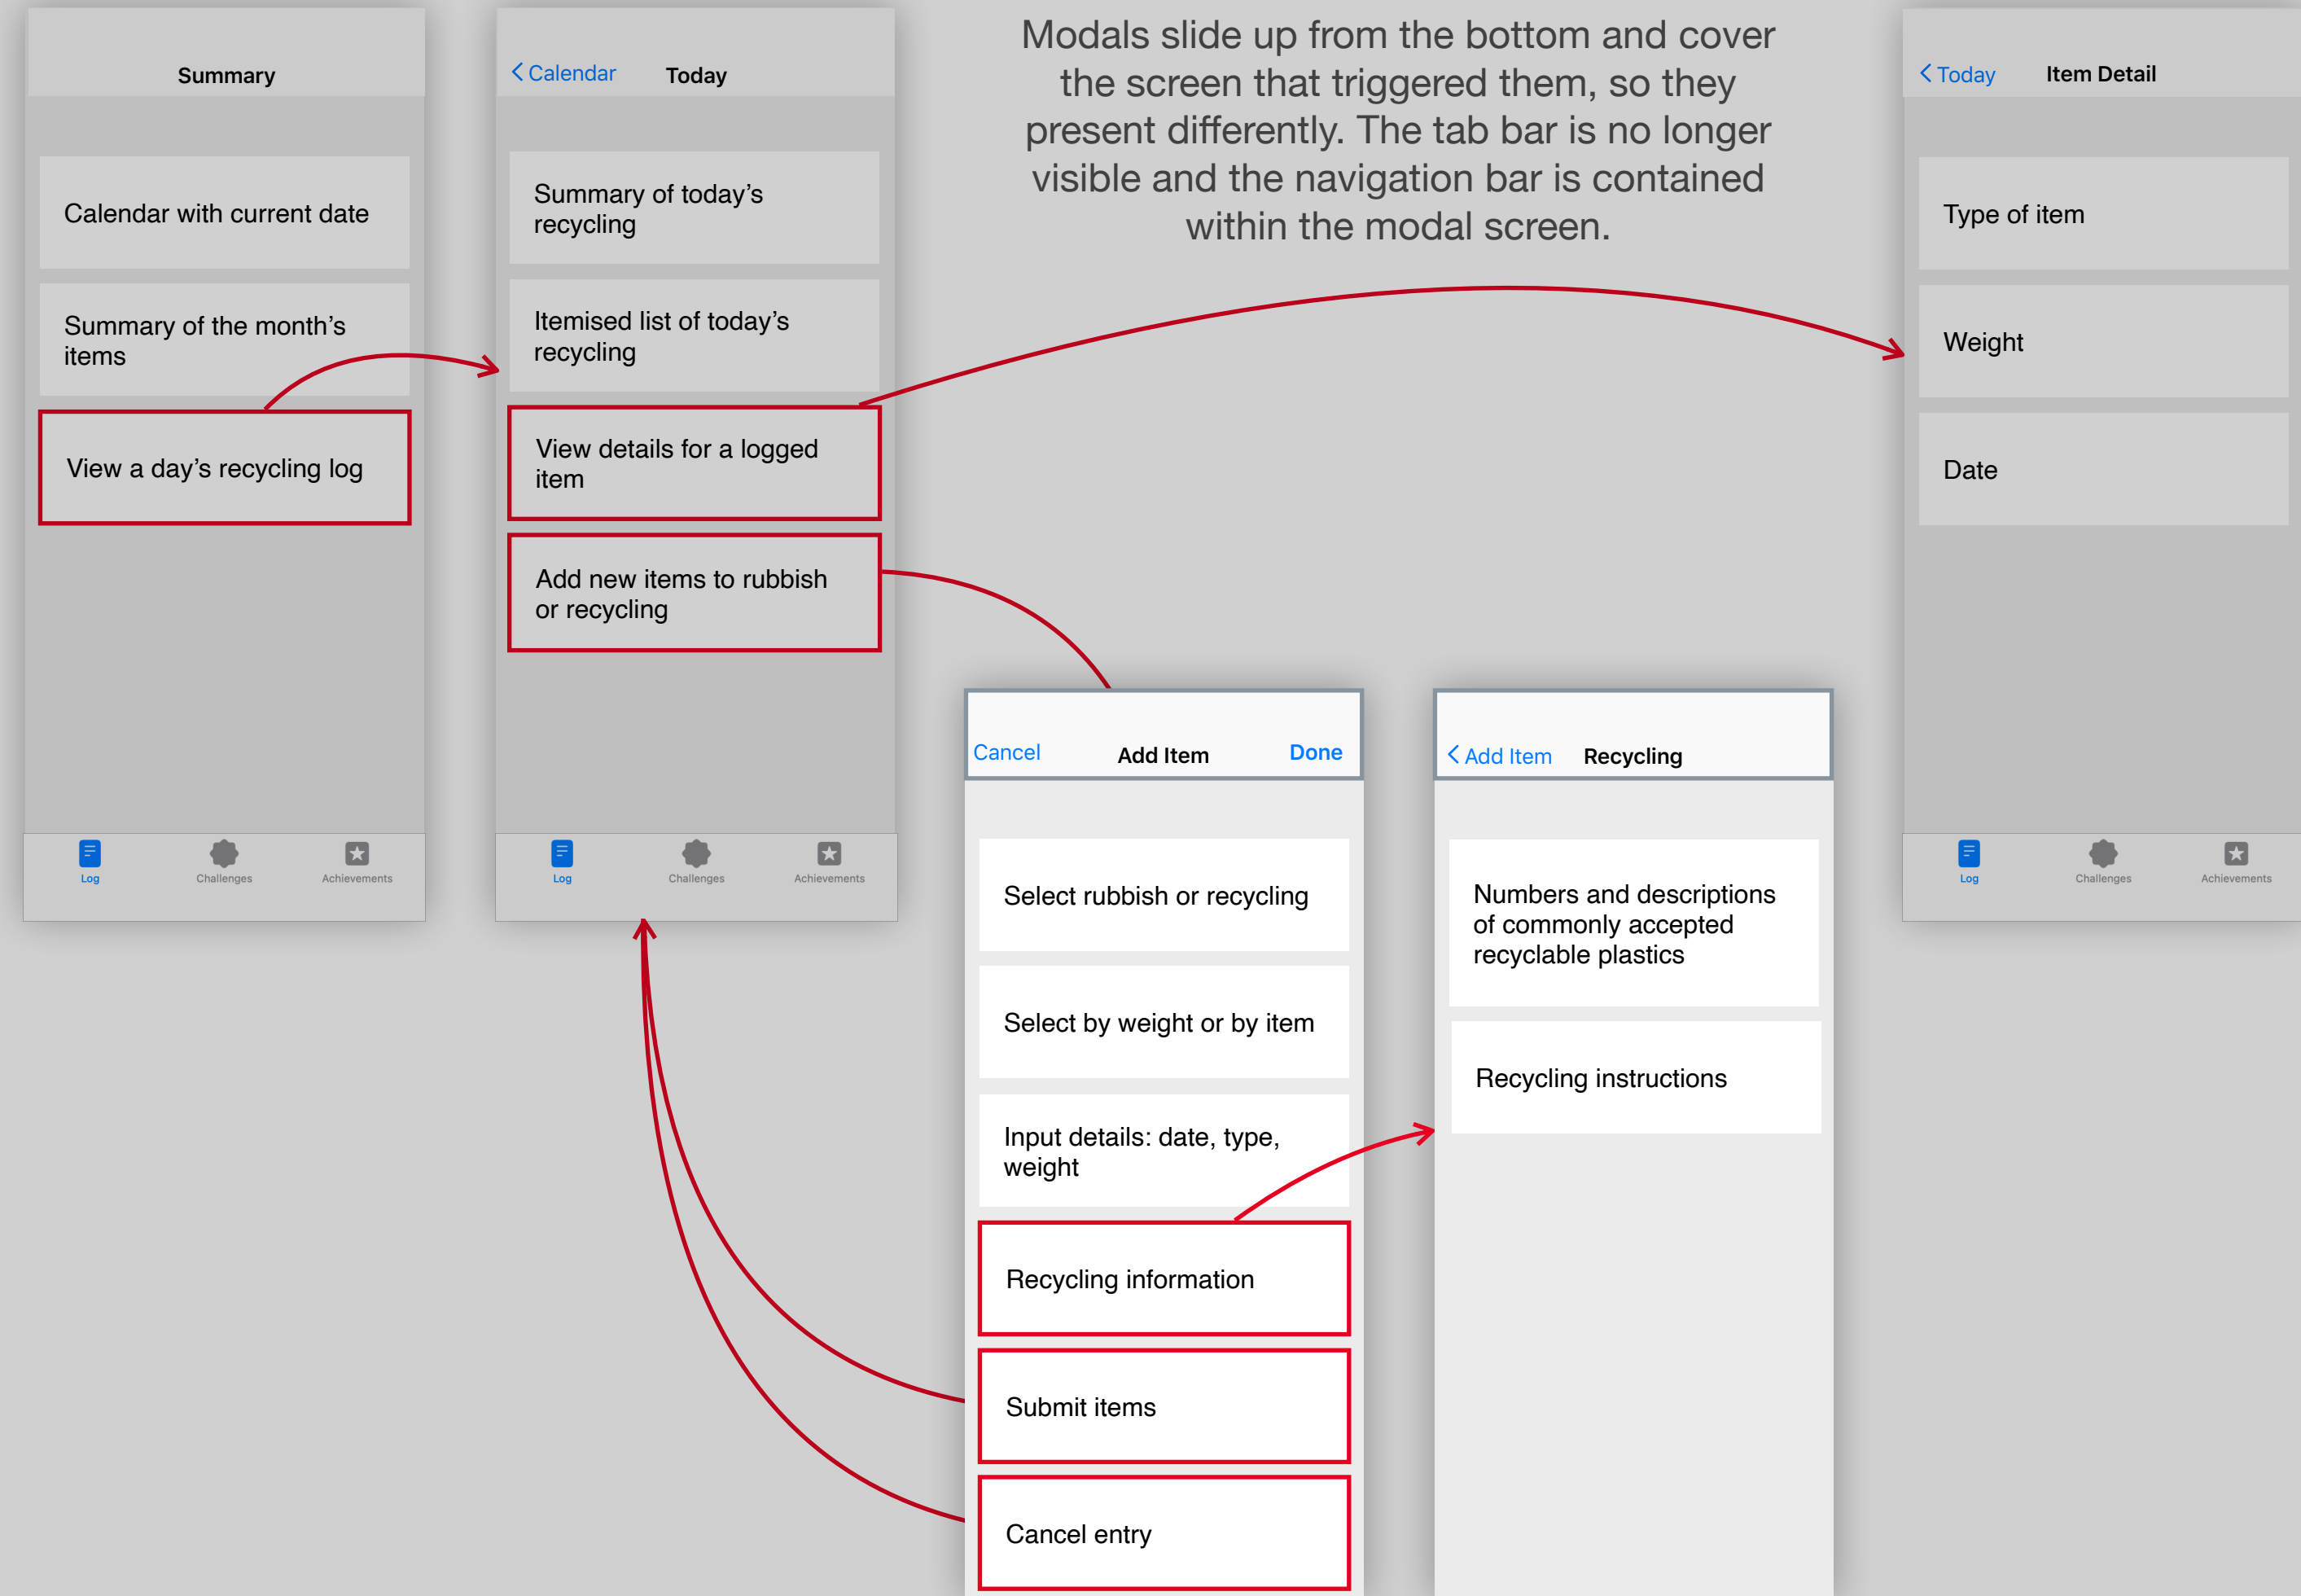 Summary
Calendar with current date
Summary of the month’s
items
View a day’s recycling log
Log
Challenges
Achievements
Calendar
Today
Summary of today’s
recycling
Itemised list of today’s
recycling
View details for a logged
item
Add new items to rubbish
or recycling
Log
Challenges
Achievements
Modals slide up from the bottom and cover
the screen that triggered them, so they
present differently. The tab bar is no longer
visible and the navigation bar is contained
within the modal screen.
Today
Item Detail
Type of item
Weight
Date
Log
Challenges
Achievements
Cancel
Add Item
Done
Select rubbish or recycling
Select by weight or by item
Input details: date, type,
weight
Recycling information
Submit items
Cancel entry
Add Item
Recycling
Numbers and descriptions
of commonly accepted
recyclable plastics
Recycling instructions